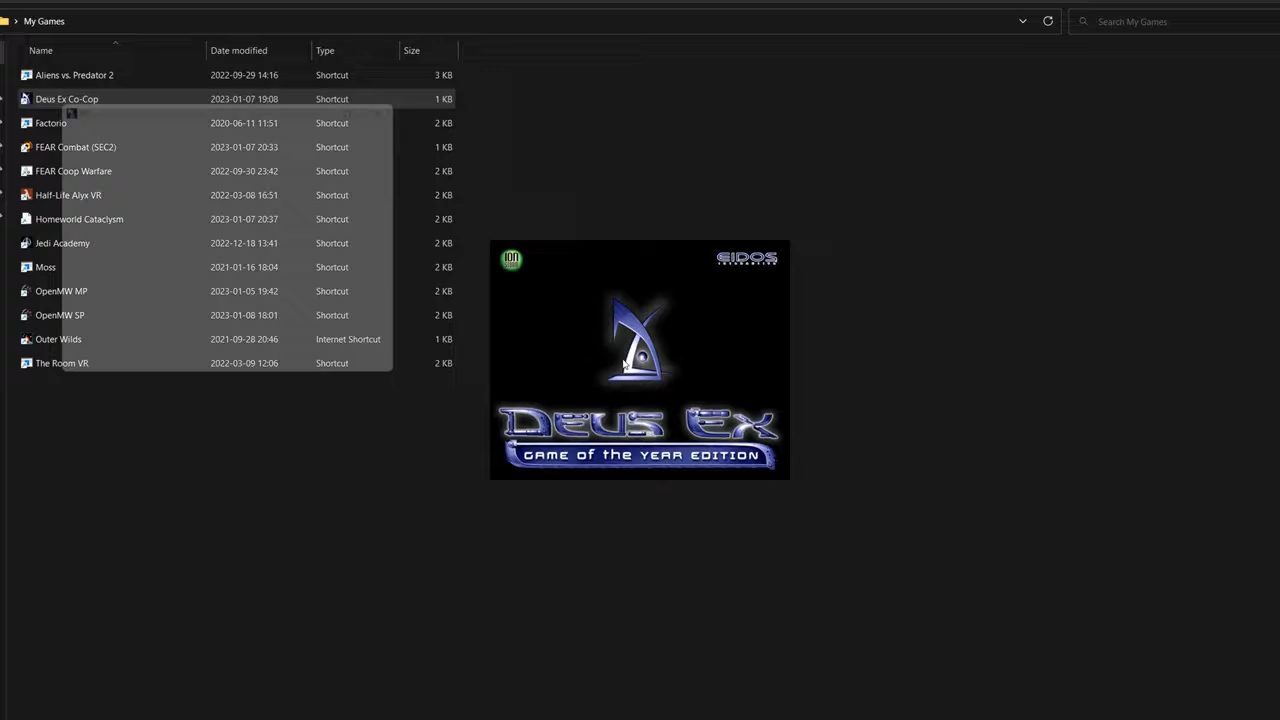 My Games
Search My Games
Name Date modified Type Size
Aliens vs. Predator 2 2022-09-29 14:16 Shortcut 3 KB
Deus Ex Co-Cop 2023-01-07 19:08 Shortcut 1 KB
Factorio 2020-06-11 11:51 Shortcut 2 KB
FEAR Combat (SEC2) 2023-01-07 20:33 Shortcut 1 KB
FEAR Coop Warfare 2022-09-30 23:42 Shortcut 2 KB
Half-Life Alyx VR 2022-03-08 16:51 Shortcut 2 KB
Homeworld Cataclysm 2023-01-07 20:37 Shortcut 2 KB
Jedi Academy 2022-12-18 13:41 Shortcut 2 KB
Moss 2021-01-16 18:04 Shortcut 2 KB
OpenMW MP 2023-01-05 19:42 Shortcut 2 KB
OpenMW SP 2023-01-08 18:01 Shortcut 2 KB
Outer Wilds 2021-09-28 20:46 Internet Shortcut 1 KB
The Room VR 2022-03-09 12:06 Shortcut 2 KB
ION
EIDOS
INTERACTIVE
DEUS EX
GAME of the YEAR EDITION